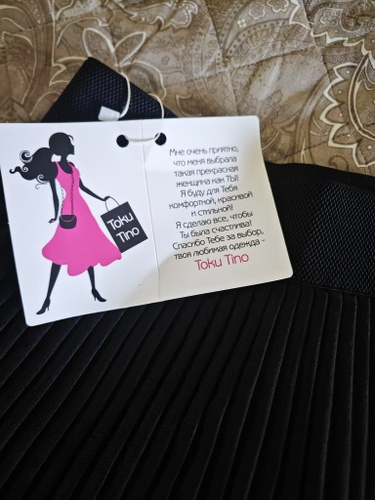 Мне очень приятно,
что меня выбрала
такая прекрасная
женщина как Ты!
Я буду для Тебя
комфортной, красивой
и стильной!
Я сделаю все, чтобы
Ты была счастлива!
Спасибо Тебе за выбор,
твоя любимая одежда -
Toku Tino
Toku
Tino